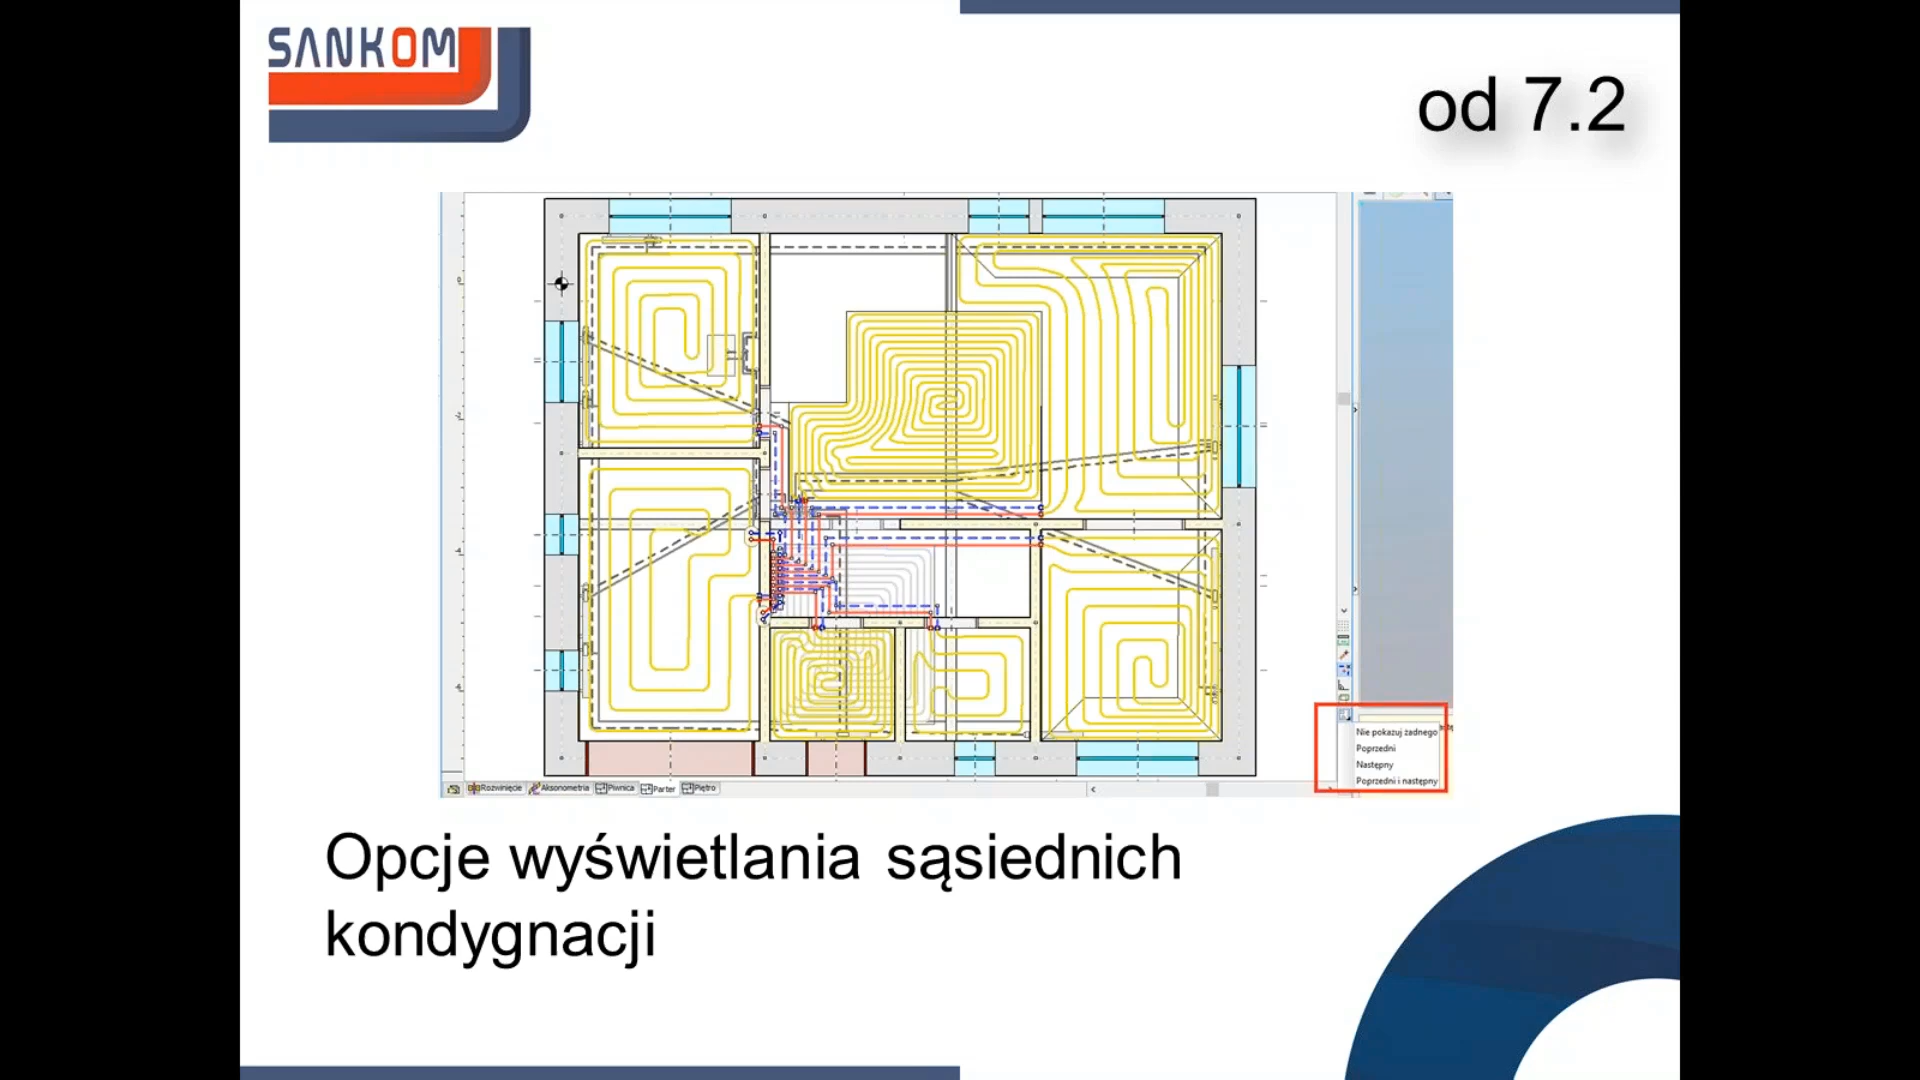 SANKOM
od 7.2
Nie pokazuj żadnego
Poprzedni
Następny
Poprzedni i następny
Rozwinięcie Aksonometria Piwnica Parter Piętro
Opcje wyświetlania sąsiednich
kondygnacji